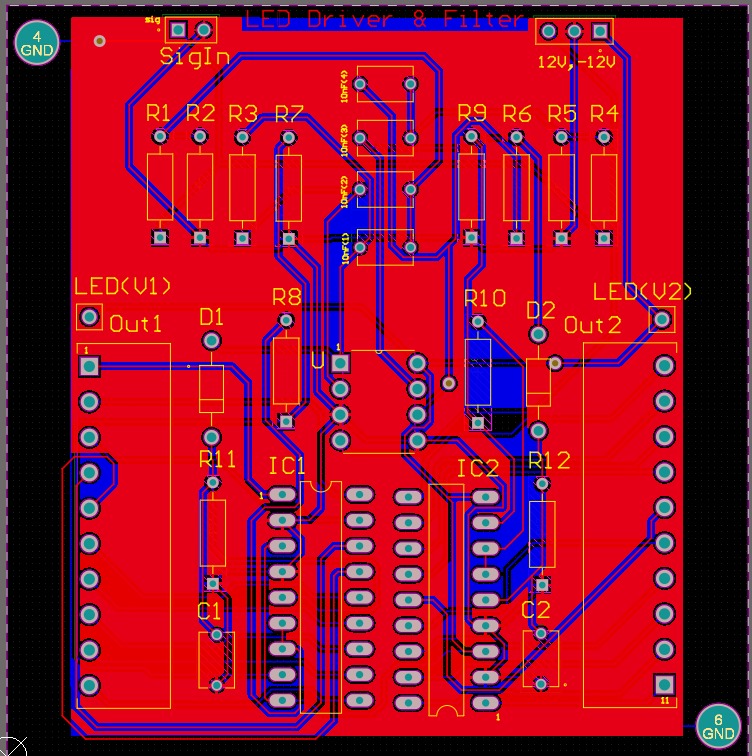 LED Driver & Filter
4
GND
sig
SigIn
12V,-12V
10nF(4)
R1 R2 R3 R7
10nF(3)
R9 R6 R5 R4
10nF(2)
10nF(1)
LED(V1)
R8
R10
LED(V2)
Out1
D1
D2
Out2
1
U
1
R11
IC1
IC2
R12
1
C1
C2
11
1
6
GND